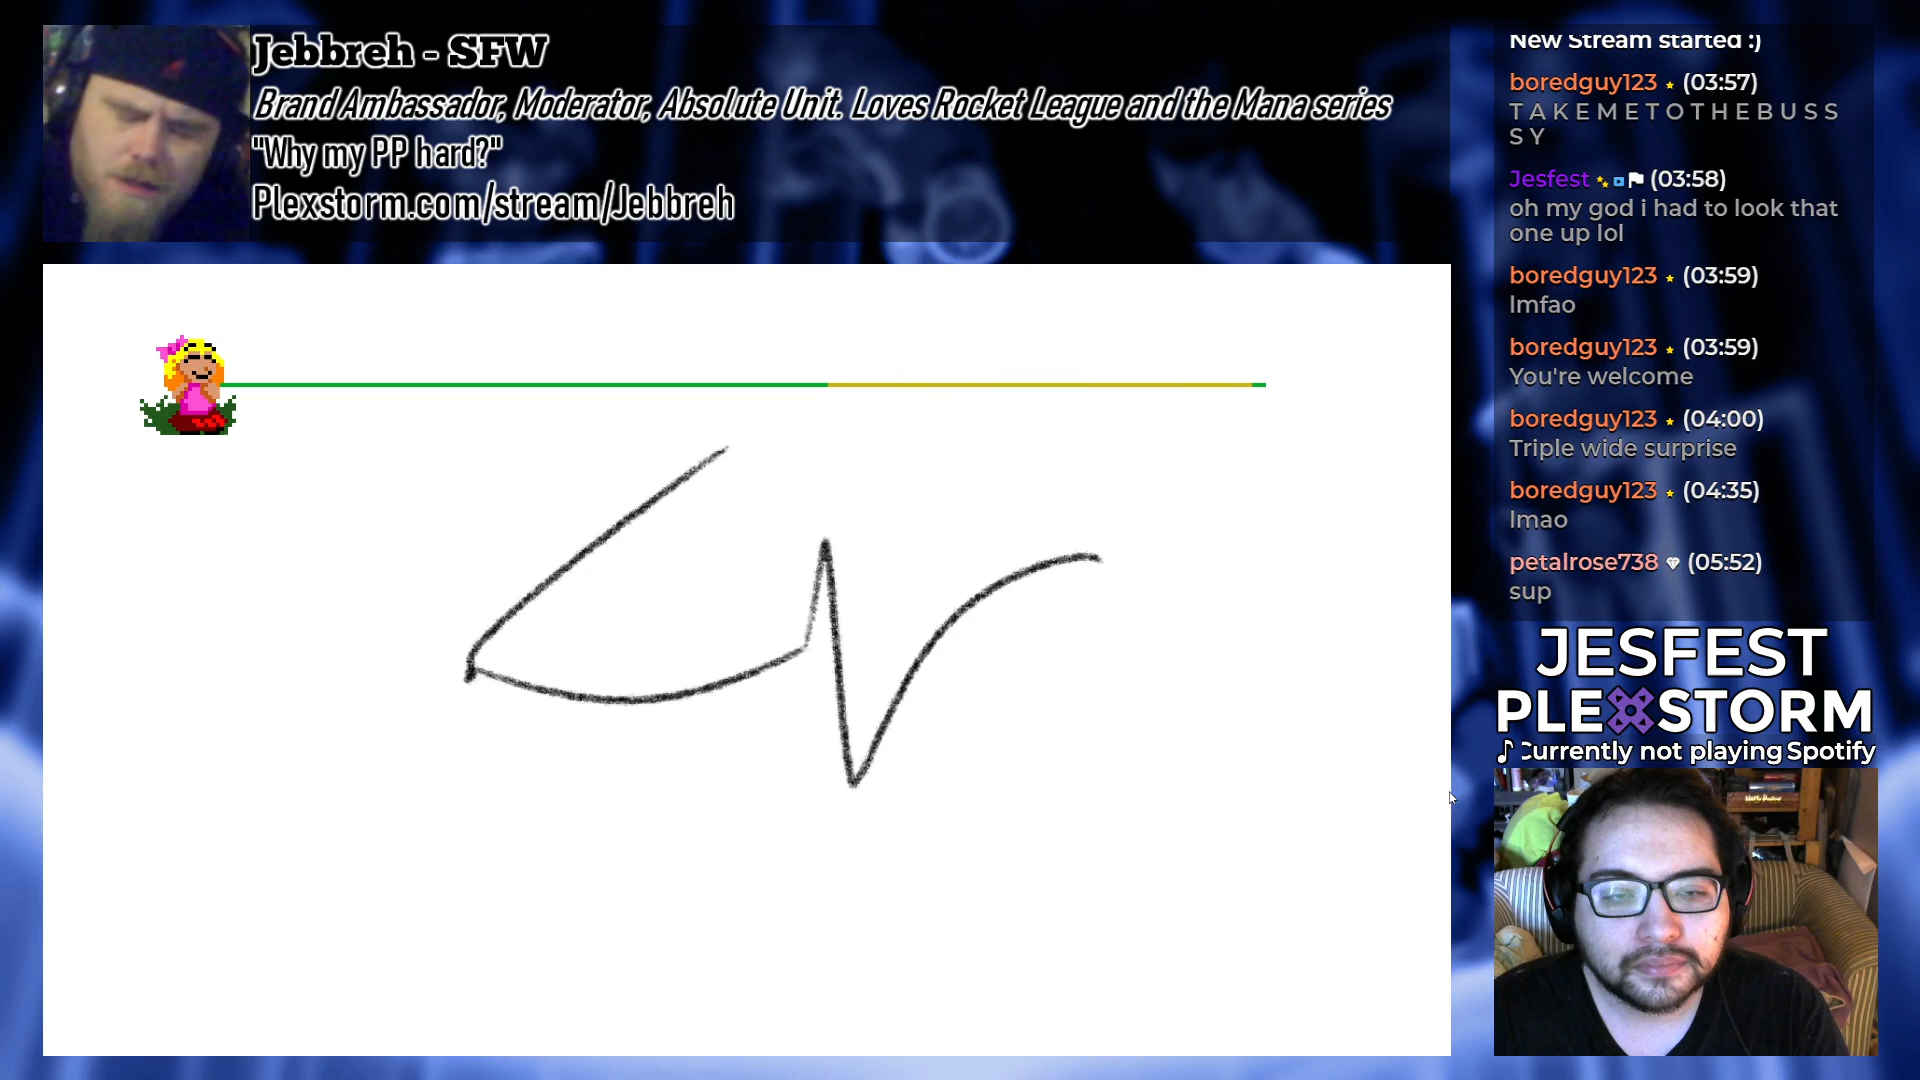 Jebbreh - SFW
Brand Ambassador, Moderator, Absolute Unit. Loves Rocket League and the Mana series
"Why my PP hard?"
Plexstorm.com/stream/Jebbreh
New Stream started :)
boredguy123 (03:57)
T A K E M E T O T H E B U S S
S Y
Jesfest (03:58)
oh my god i had to look that
one up lol
boredguy123 (03:59)
lmfao
boredguy123 (03:59)
You're welcome
boredguy123 (04:00)
Triple wide surprise
boredguy123 (04:35)
lmao
petalrose738 (05:52)
sup
JESFEST
PLEXSTORM
Currently not playing Spotify